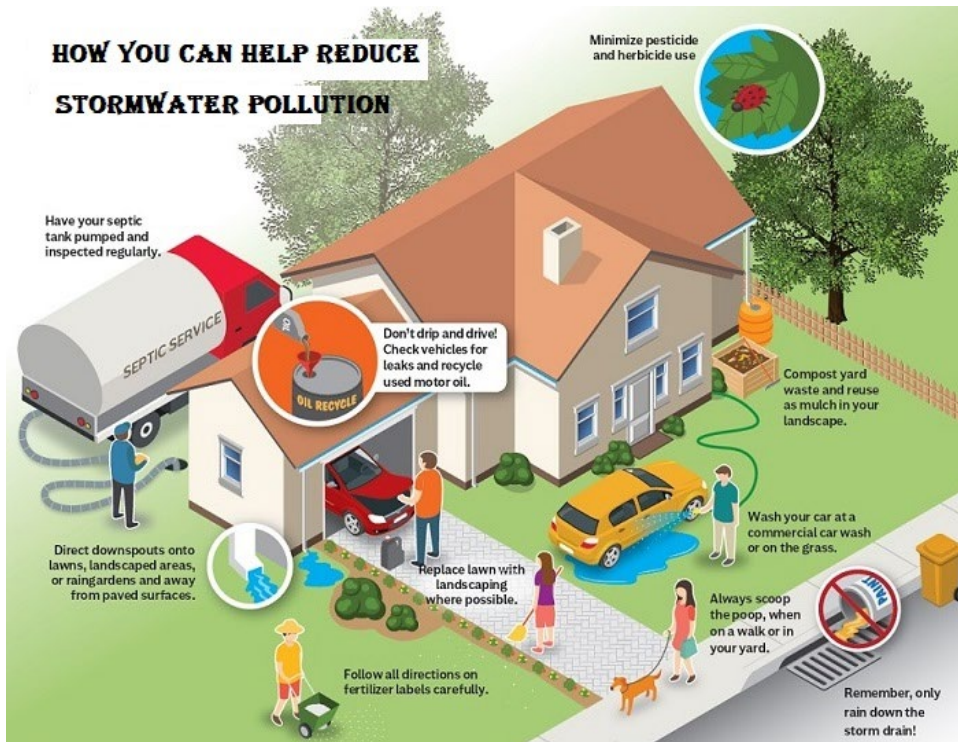 HOW YOU CAN HELP REDUCE
STORMWATER POLLUTION
Minimize pesticide
and herbicide use
Have your septic
tank pumped and
inspected regularly.
SEPTIC SERVICE
OIL
OIL RECYCLE
Don't drip and drive!
Check vehicles for
leaks and recycle
used motor oil.
Compost yard
waste and reuse
as mulch in your
landscape.
Wash your car at a
commercial car wash
or on the grass.
Direct downspouts onto
lawns, landscaped areas,
or raingardens and away
from paved surfaces.
Replace lawn with
landscaping
where possible.
Always scoop
the poop, when
on a walk or in
your yard.
PAINT
Follow all directions on
fertilizer labels carefully.
Remember, only
rain down the
storm drain!